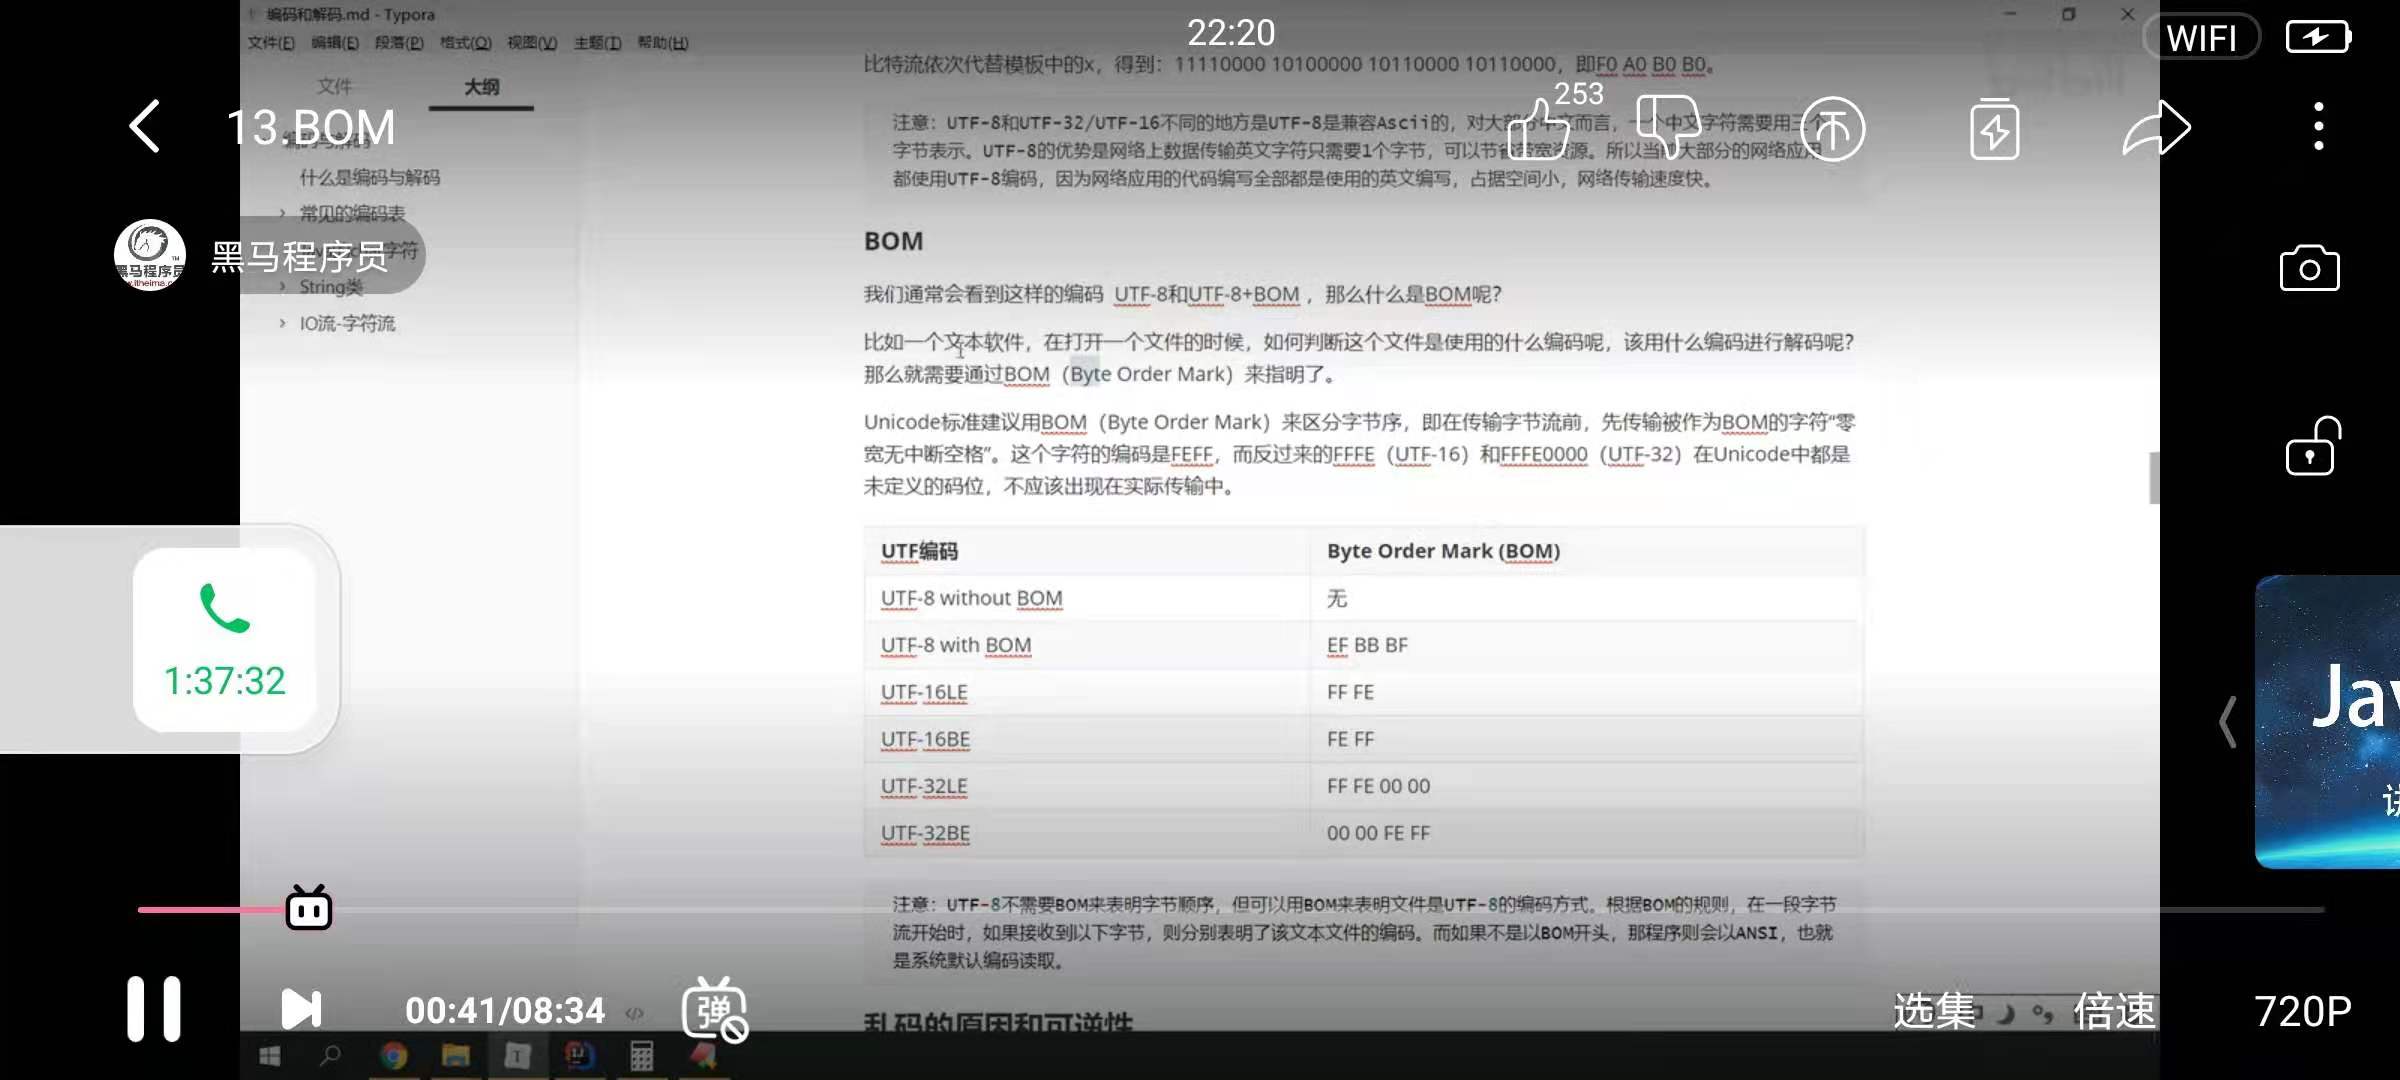 编码和解码.md - Typora
22:20
WIFI
文件(F) 编辑(E) 段落(P) 格式(O) 视图(V) 主题(T) 帮助(H)
文件 大纲
比特流依次代替模板中的x，得到：11110000 10100000 10110000 10110000，即F0 A0 B0 B0。
13.BOM
253
编码与解码
什么是编码与解码
常见的编码表
黑马程序员
字符
String类
IO流-字符流
注意：UTF-8和UTF-32/UTF-16不同的地方是UTF-8是兼容Ascii的，对大部分中文而言，一个中文字符需要用三个
字节表示。UTF-8的优势是网络上数据传输英文字符只需要1个字节，可以节省带宽资源。所以当前大部分的网络应用
都使用UTF-8编码，因为网络应用的代码编写全部都是使用的英文编写，占据空间小，网络传输速度快。
BOM
我们通常会看到这样的编码 UTF-8和UTF-8+BOM ，那么什么是BOM呢？
比如一个文本软件，在打开一个文件的时候，如何判断这个文件是使用的什么编码呢，该用什么编码进行解码呢？
那么就需要通过BOM（Byte Order Mark）来指明了。
Unicode标准建议用BOM（Byte Order Mark）来区分字节序，即在传输字节流前，先传输被作为BOM的字符“零
宽无中断空格”。这个字符的编码是FEFF，而反过来的FFFE（UTF-16）和FFFE0000（UTF-32）在Unicode中都是
未定义的码位，不应该出现在实际传输中。
UTF编码 Byte Order Mark (BOM)
UTF-8 without BOM 无
UTF-8 with BOM EF BB BF
UTF-16LE FF FE
UTF-16BE FE FF
UTF-32LE FF FE 00 00
UTF-32BE 00 00 FE FF
1:37:32
注意：UTF-8不需要BOM来表明字节顺序，但可以用BOM来表明文件是UTF-8的编码方式。根据BOM的规则，在一段字节
流开始时，如果接收到以下字节，则分别表明了该文本文件的编码。而如果不是以BOM开头，那程序则会以ANSI，也就
是系统默认编码读取。
乱码的原因和可逆性
00:41/08:34
弹
选集 倍速 720P